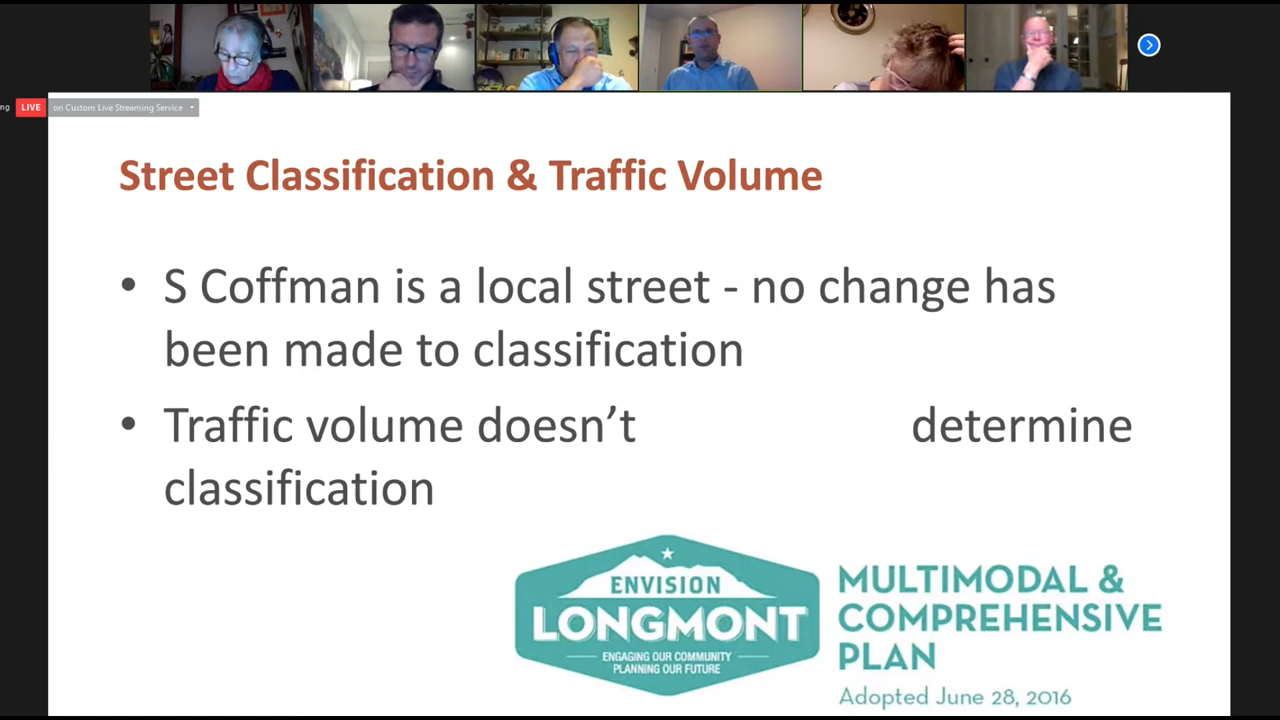 ng LIVE on Custom Live Streaming Service
Street Classification & Traffic Volume
• S Coffman is a local street - no change has
been made to classification
• Traffic volume doesn’t determine
classification
ENVISION
LONGMONT
ENGAGING OUR COMMUNITY
PLANNING OUR FUTURE
MULTIMODAL &
COMPREHENSIVE
PLAN
Adopted June 28, 2016